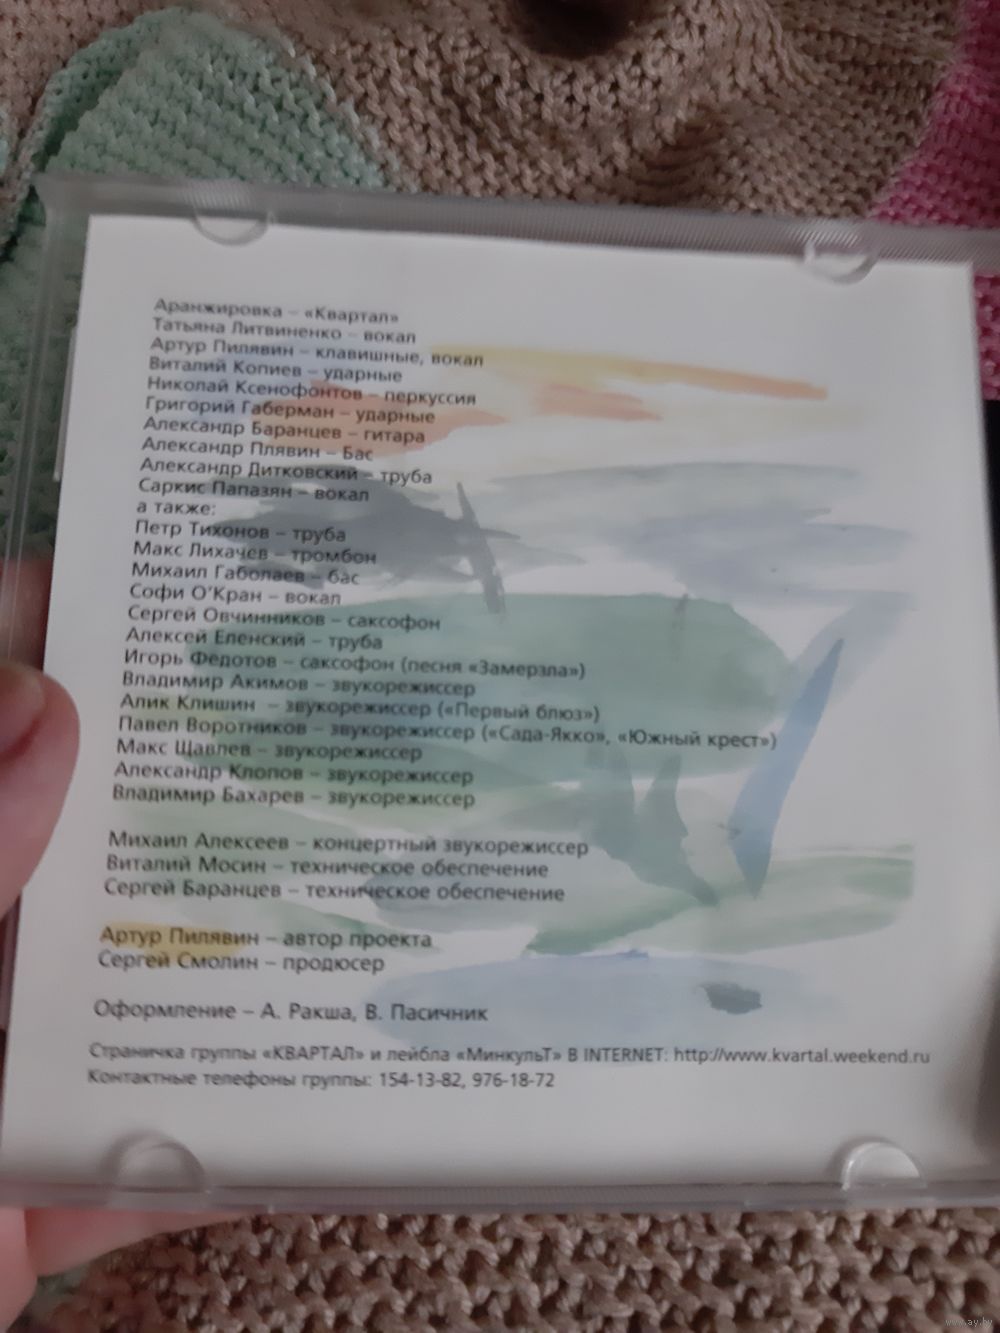 Аранжировка – «Квартал»
Татьяна Литвиненко – вокал
Артур Пилявин – клавишные, вокал
Виталий Копиев – ударные
Николай Ксенофонтов – перкуссия
Григорий Габерман – ударные
Александр Баранцев – гитара
Александр Плявин – Бас
Александр Дитковский – труба
Саркис Папазян – вокал
а также:
Петр Тихонов – труба
Макс Лихачев – тромбон
Михаил Габолаев – бас
Софи О'Кран – вокал
Сергей Овчинников – саксофон
Алексей Еленский – труба
Игорь Федотов – саксофон (песня «Замерзла»)
Владимир Акимов – звукорежиссер
Алик Клишин – звукорежиссер («Первый блюз»)
Павел Воротников – звукорежиссер («Сада-Якко», «Южный крест»)
Макс Щавлев – звукорежиссер
Александр Клопов – звукорежиссер
Владимир Бахарев – звукорежиссер
Михаил Алексеев – концертный звукорежиссер
Виталий Мосин – техническое обеспечение
Сергей Баранцев – техническое обеспечение
Артур Пилявин – автор проекта
Сергей Смолин – продюсер
Оформление – А. Ракша, В. Пасичник
Страничка группы «КВАРТАЛ» и лейбла «МинкульТ» В INTERNET: http://www.kvartal.weekend.ru
Контактные телефоны группы: 154-13-82, 976-18-72
www.ay.by